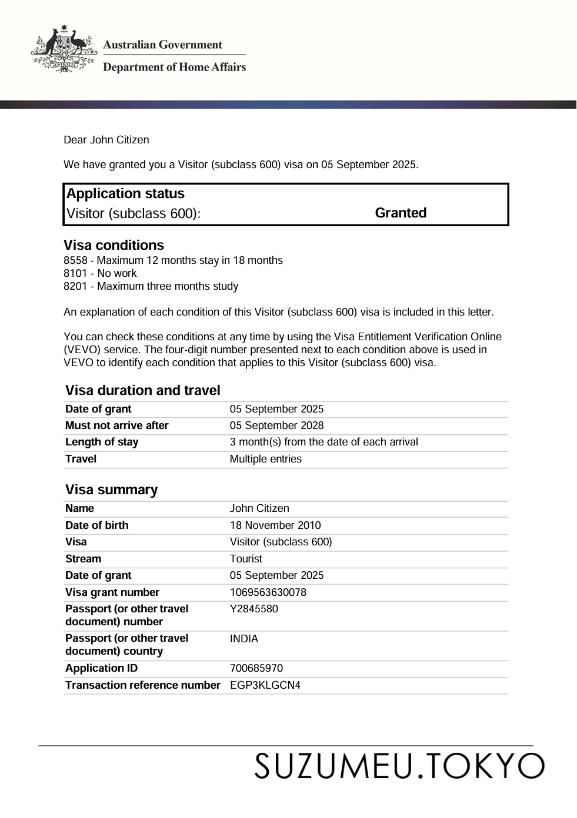 Australian Government
Department of Home Affairs
Dear John Citizen
We have granted you a Visitor (subclass 600) visa on 05 September 2025.
Application status
Visitor (subclass 600): Granted
Visa conditions
8558 - Maximum 12 months stay in 18 months
8101 - No work
8201 - Maximum three months study
An explanation of each condition of this Visitor (subclass 600) visa is included in this letter.
You can check these conditions at any time by using the Visa Entitlement Verification Online
(VEVO) service. The four-digit number presented next to each condition above is used in
VEVO to identify each condition that applies to this Visitor (subclass 600) visa.
Visa duration and travel
Date of grant 05 September 2025
Must not arrive after 05 September 2028
Length of stay 3 month(s) from the date of each arrival
Travel Multiple entries
Visa summary
Name John Citizen
Date of birth 18 November 2010
Visa Visitor (subclass 600)
Stream Tourist
Date of grant 05 September 2025
Visa grant number 1069563630078
Passport (or other travel Y2845580
document) number
Passport (or other travel INDIA
document) country
Application ID 700685970
Transaction reference number EGP3KLGCN4
SUZUMEU.TOKYO